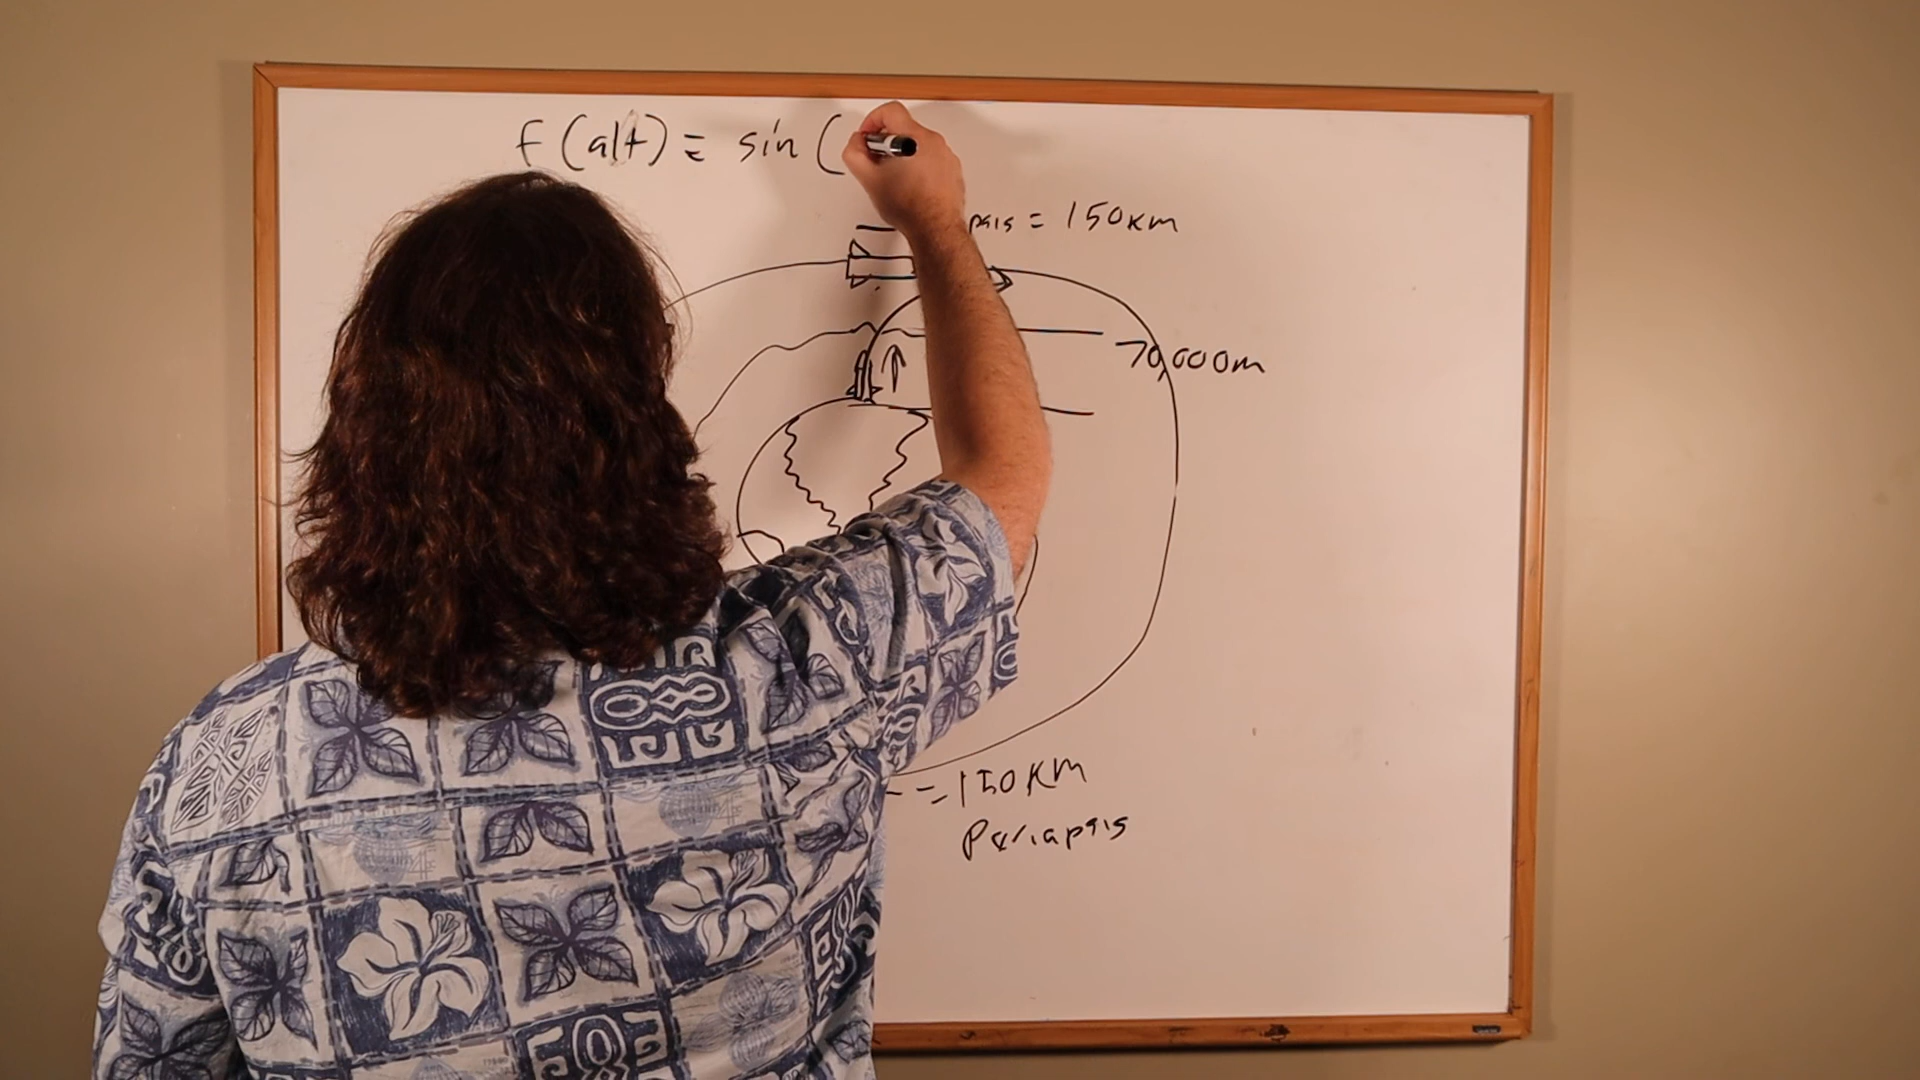 f(alt) = sin (
= 150km
70,000m
= 150KM
Periapsis